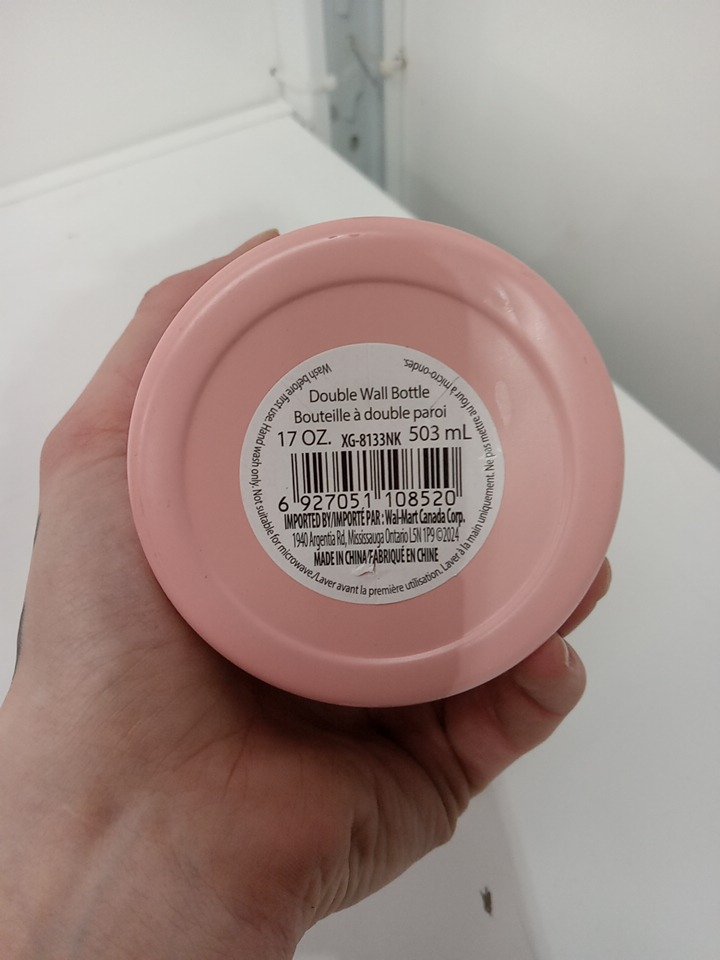 Double Wall Bottle
Bouteille à double paroi
17 OZ. XG-8133NK 503 mL
6 927051 108520
IMPORTED BY/IMPORTÉ PAR : Wal-Mart Canada Corp.
1940 Argentia Rd, Mississauga Ontario L5N 1P9 ©2024
MADE IN CHINA/FABRIQUÉ EN CHINE
Wash before first use. Hand wash only. Not suitable for microwave./Laver avant la première utilisation. Laver à la main uniquement. Ne pas mettre au four à micro-ondes.